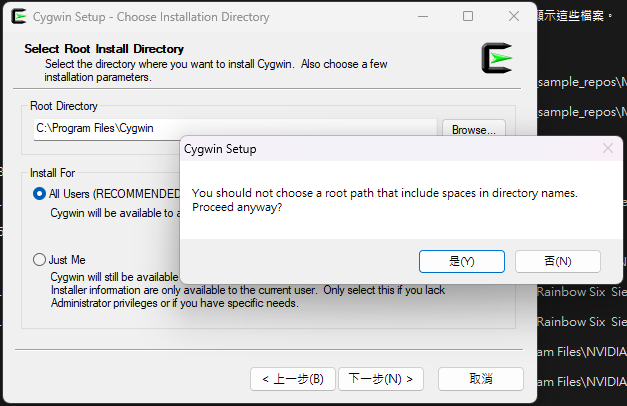 Cygwin Setup - Choose Installation Directory
顯示這些檔案。
Select Root Install Directory
Select the directory where you want to install Cygwin. Also choose a few
installation parameters.
_sample_repos\N
Root Directory
_sample_repos\N
C:\Program Files\Cygwin
Browse...
Cygwin Setup
You should not choose a root path that include spaces in directory names.
Proceed anyway?
是(Y)
否(N)
Install For
All Users (RECOMMENDED
Cygwin will be available to a
Just Me
Cygwin will still be available
Installer information are only available to the current user. Only select this if you lack
Administrator privileges or if you have specific needs.
Rainbow Six Sie
Rainbow Six Sie
am Files\NVIDIA
am Files\NVIDIA
< 上一步(B)
下一步(N) >
取消